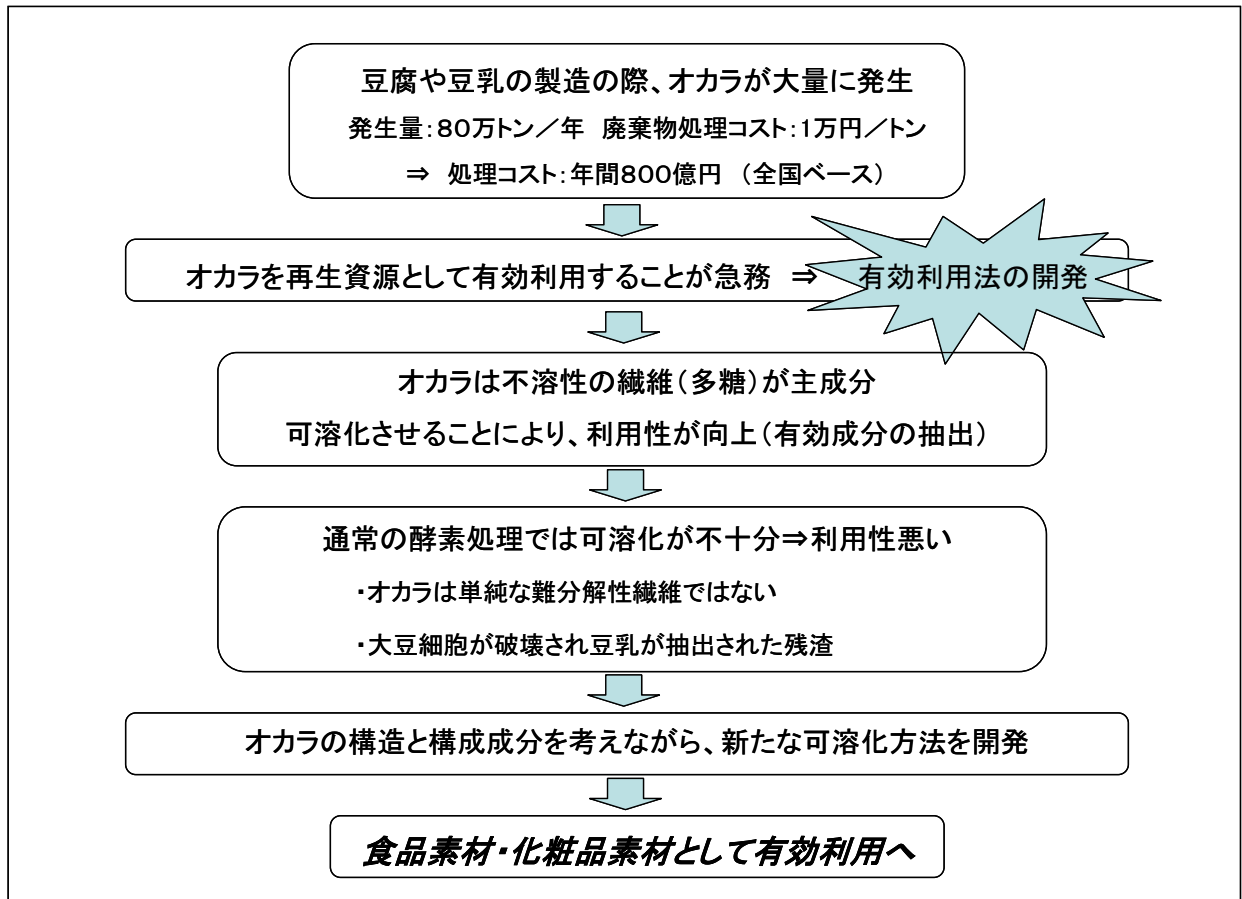 豆腐や豆乳の製造の際、オカラが大量に発生
発生量：８０万トン／年　廃棄物処理コスト：１万円／トン
⇒　処理コスト：年間８００億円　（全国ベース）
オカラを再生資源として有効利用することが急務　⇒　有効利用法の開発
オカラは不溶性の繊維（多糖）が主成分
可溶化させることにより、利用性が向上（有効成分の抽出）
通常の酵素処理では可溶化が不十分⇒利用性悪い
・オカラは単純な難分解性繊維ではない
・大豆細胞が破壊され豆乳が抽出された残渣
オカラの構造と構成成分を考えながら、新たな可溶化方法を開発
食品素材・化粧品素材として有効利用へ